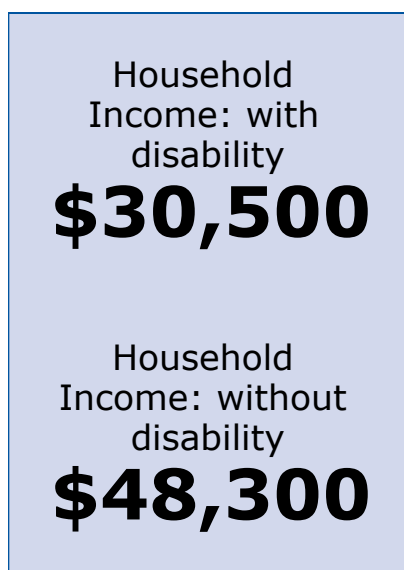 Household
Income: with
disability
$30,500
Household
Income: without
disability
$48,300